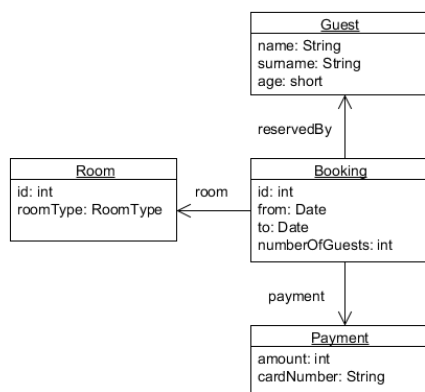 Guest
name: String
surname: String
age: short
reservedBy
Room
id: int
roomType: RoomType
room
Booking
id: int
from: Date
to: Date
numberOfGuests: int
payment
Payment
amount: int
cardNumber: String